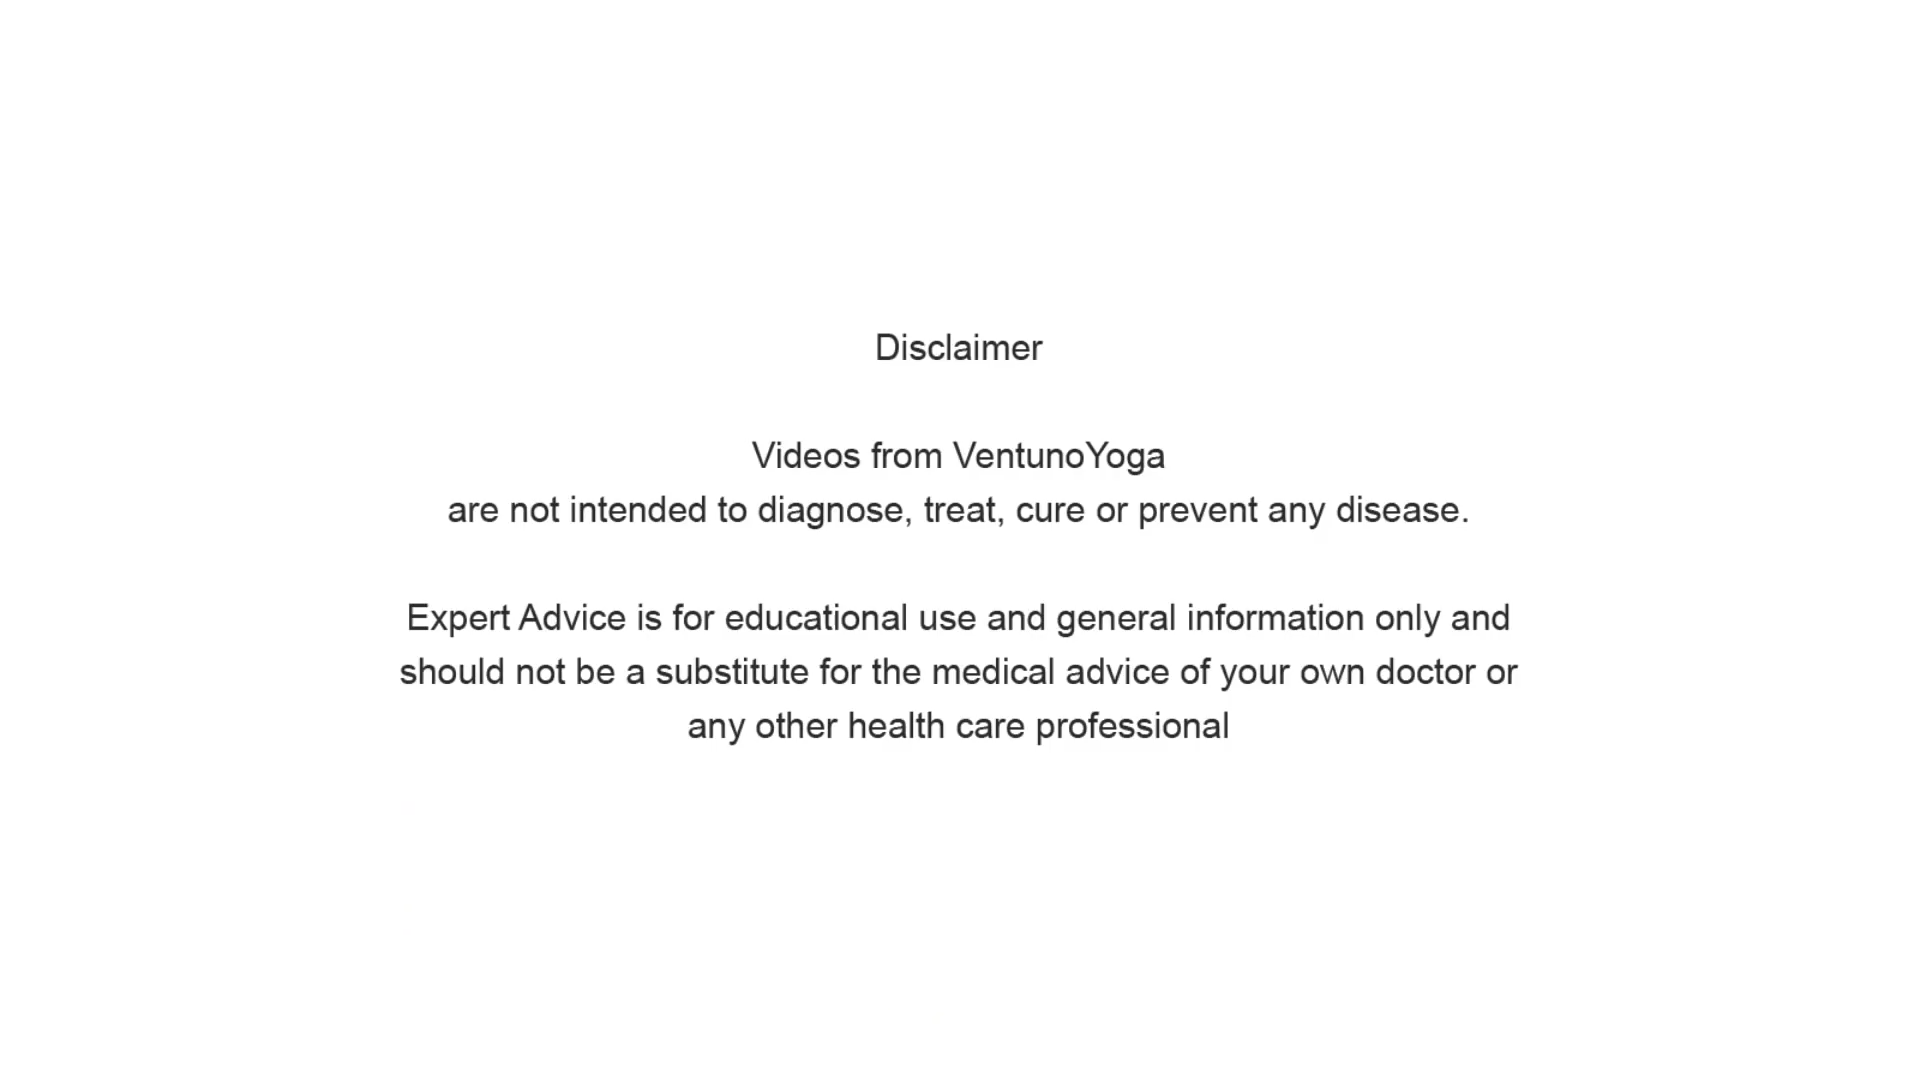 Disclaimer
Videos from VentunoYoga
are not intended to diagnose, treat, cure or prevent any disease.
Expert Advice is for educational use and general information only and
should not be a substitute for the medical advice of your own doctor or
any other health care professional